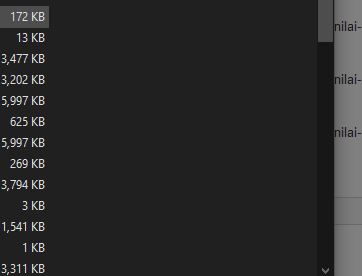 172 KB
13 KB
3,477 KB
nilai-
3,202 KB
nilai-
5,997 KB
625 KB
nilai-
5,997 KB
269 KB
3,794 KB
3 KB
1,541 KB
1 KB
3,311 KB